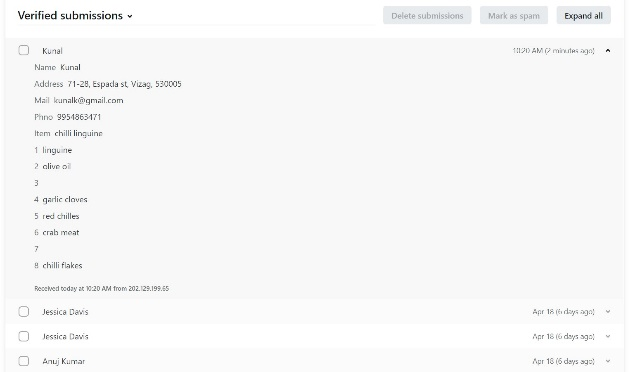 Verified submissions
Delete submissions
Mark as spam
Expand all
Kunal 10:20 AM (2 minutes ago)
Name Kunal
Address 71-28, Espada st, Vizag, 530005
Mail kunalk@gmail.com
Phno 9954863471
Item chilli linguine
1 linguine
2 olive oil
3
4 garlic cloves
5 red chilles
6 crab meat
7
8 chilli flakes
Received today at 10:20 AM from 202.129.199.65
Jessica Davis Apr 18 (6 days ago)
Jessica Davis Apr 18 (6 days ago)
Anuj Kumar Apr 18 (6 days ago)